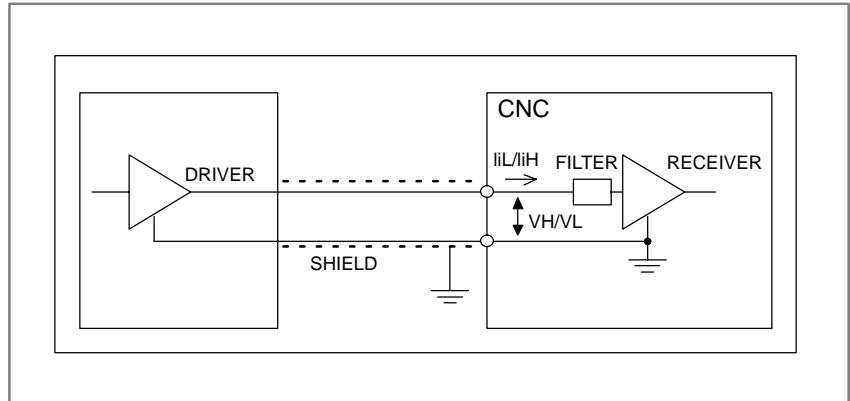 CNC
DRIVER
IiL/IiH
FILTER
RECEIVER
VH/VL
SHIELD